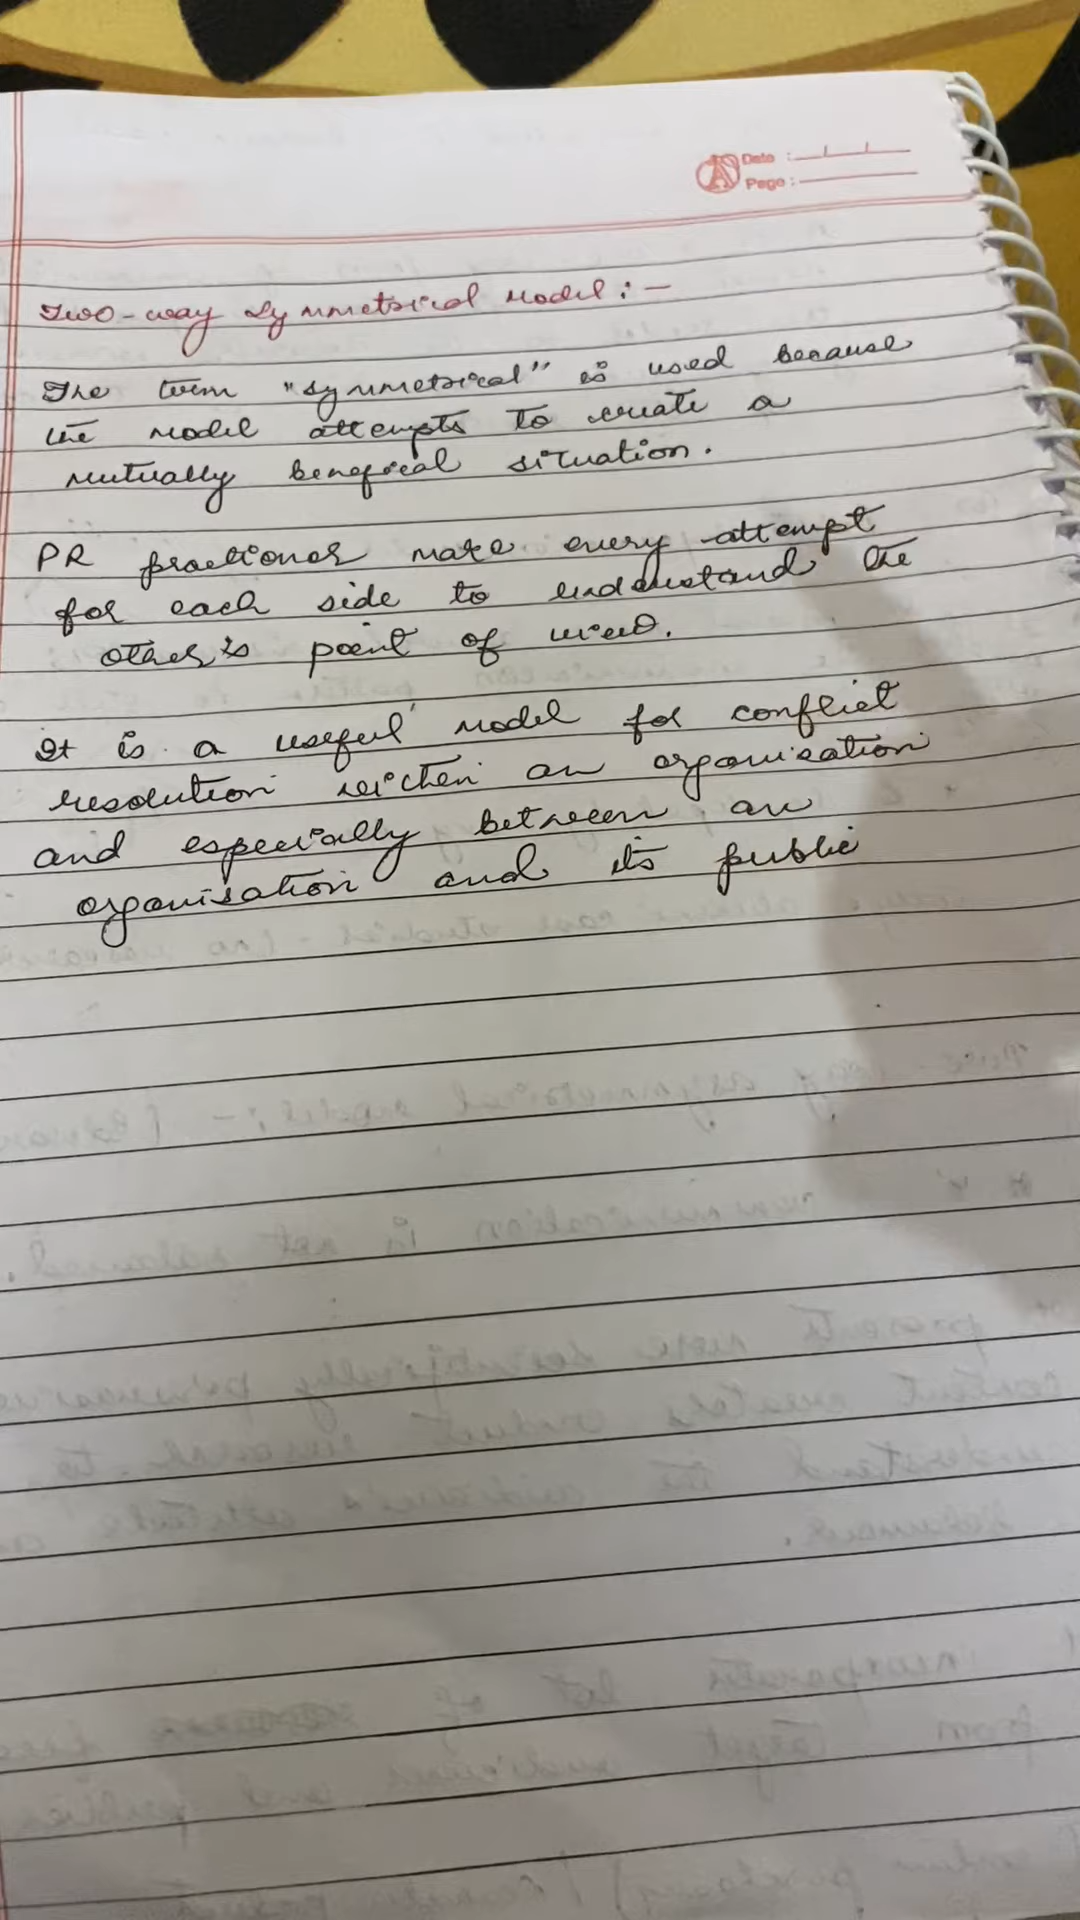 Date :
Page :
Two-way Symmetrical Model :-
The term "symmetrical" is used because
the model attempts to create a
mutually benefical situation.
PR practioner make every attempt
for each side to understand the
other's point of view.
It is a useful model for conflict
resolution within an organisation
and especially between an
organisation and its public